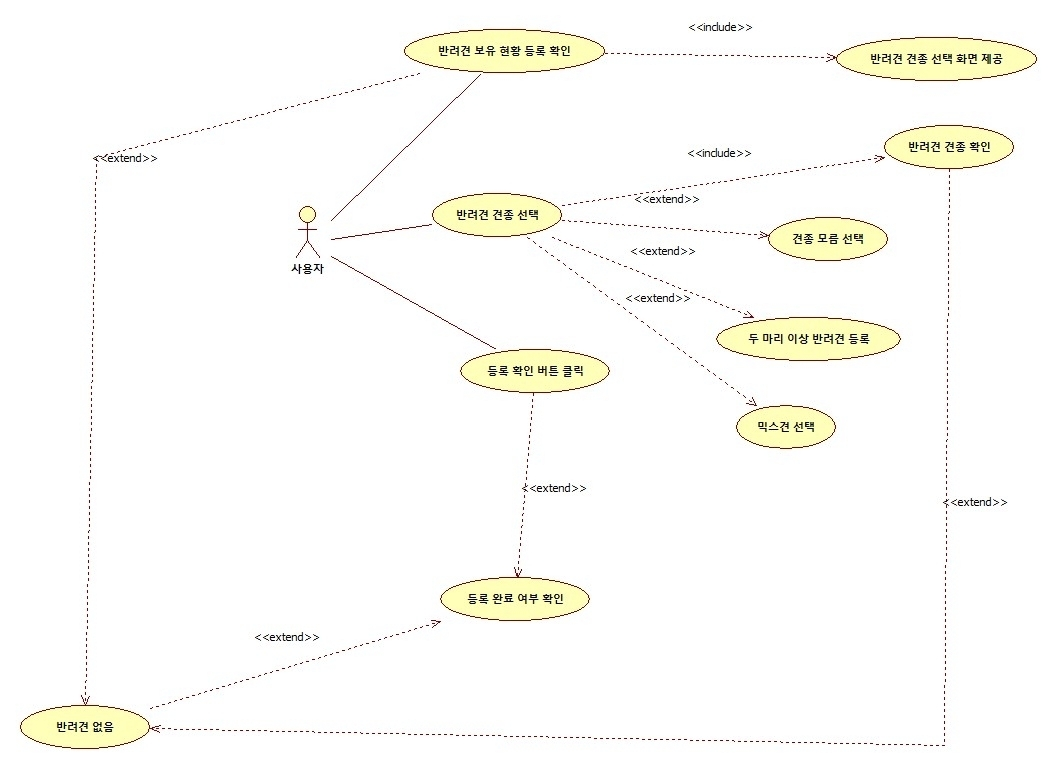 <<include>>
반려견 보유 현황 등록 확인
반려견 견종 선택 화면 제공
<<extend>>
<<include>>
반려견 견종 확인
<<extend>>
반려견 견종 선택
견종 모름 선택
<<extend>>
사용자
<<extend>>
두 마리 이상 반려견 등록
등록 확인 버튼 클릭
믹스견 선택
<<extend>>
<<extend>>
등록 완료 여부 확인
<<extend>>
반려견 없음